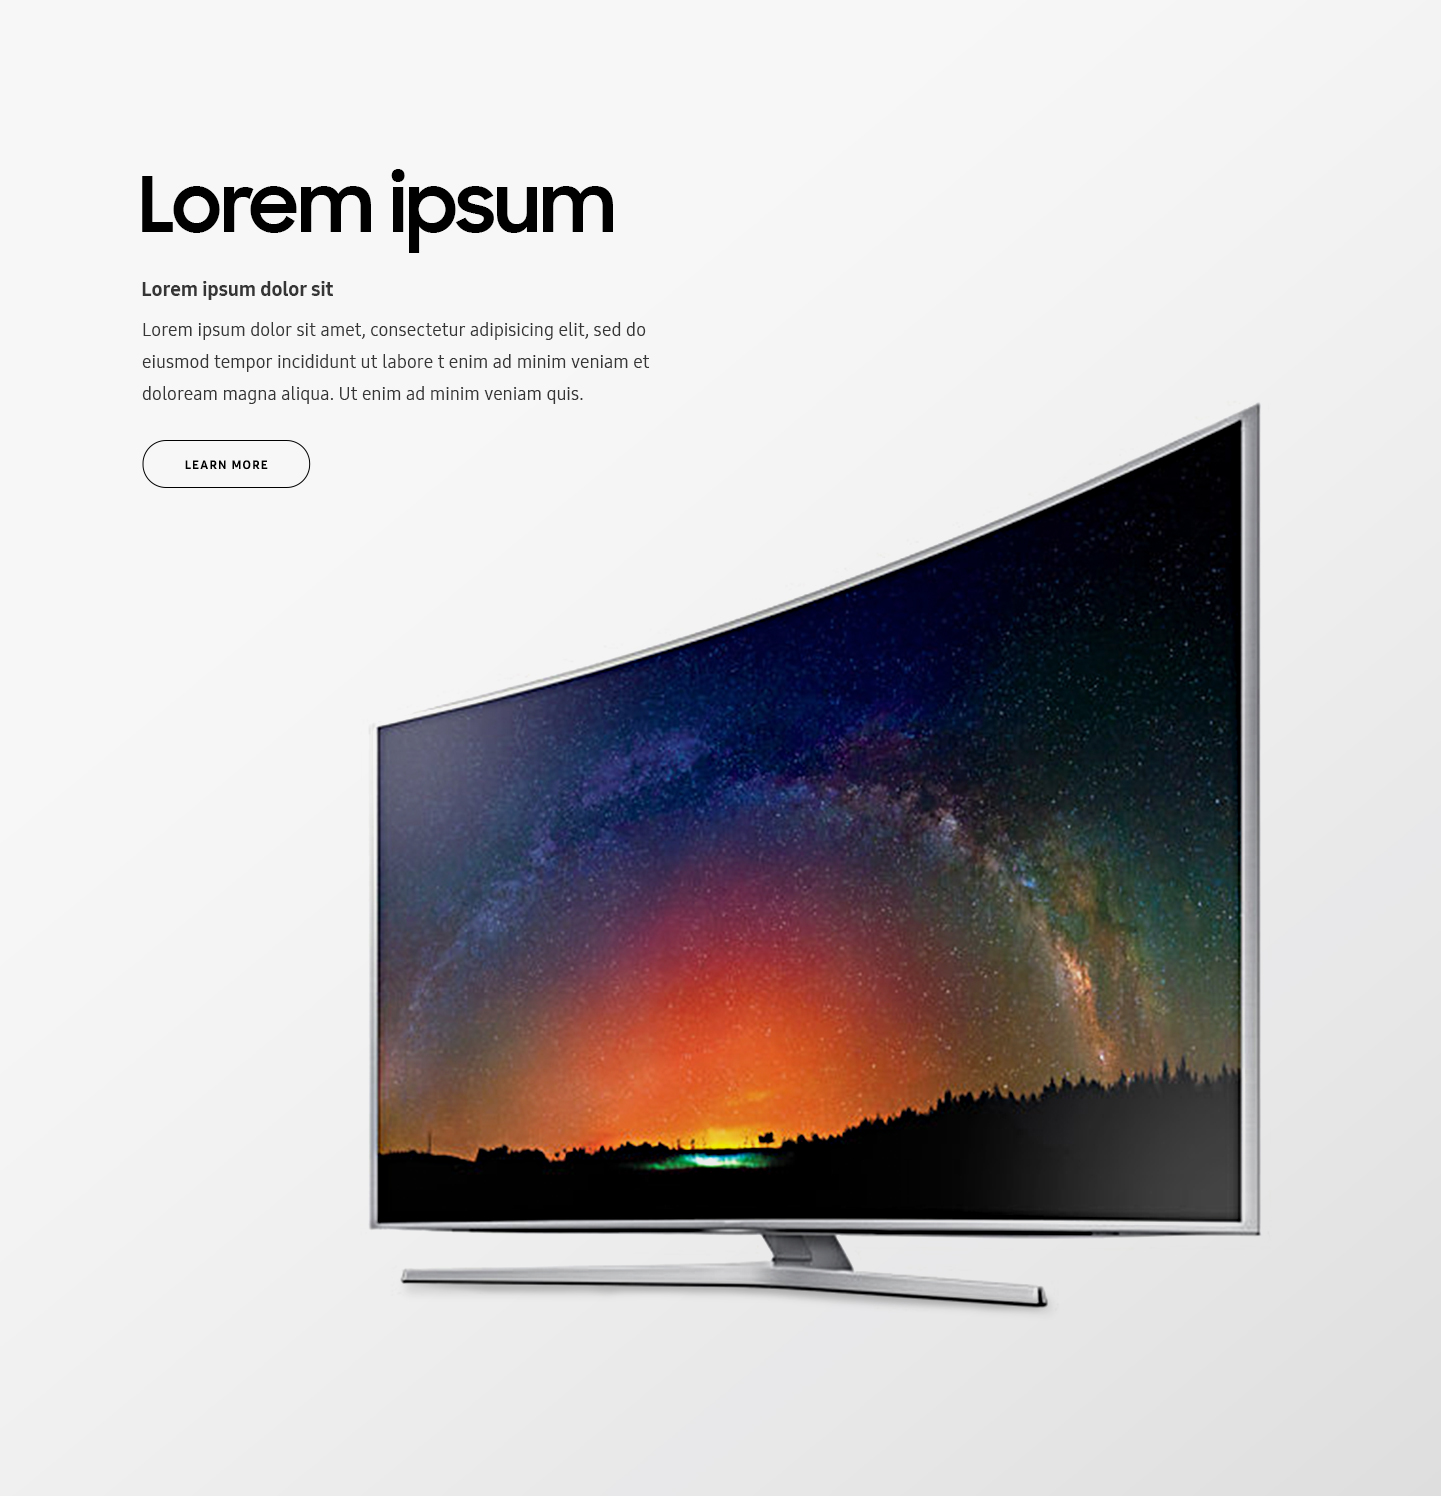 Lorem ipsum
Lorem ipsum dolor sit
Lorem ipsum dolor sit amet, consectetur adipisicing elit, sed do
eiusmod tempor incididunt ut labore t enim ad minim veniam et
doloream magna aliqua. Ut enim ad minim veniam quis.
LEARN MORE